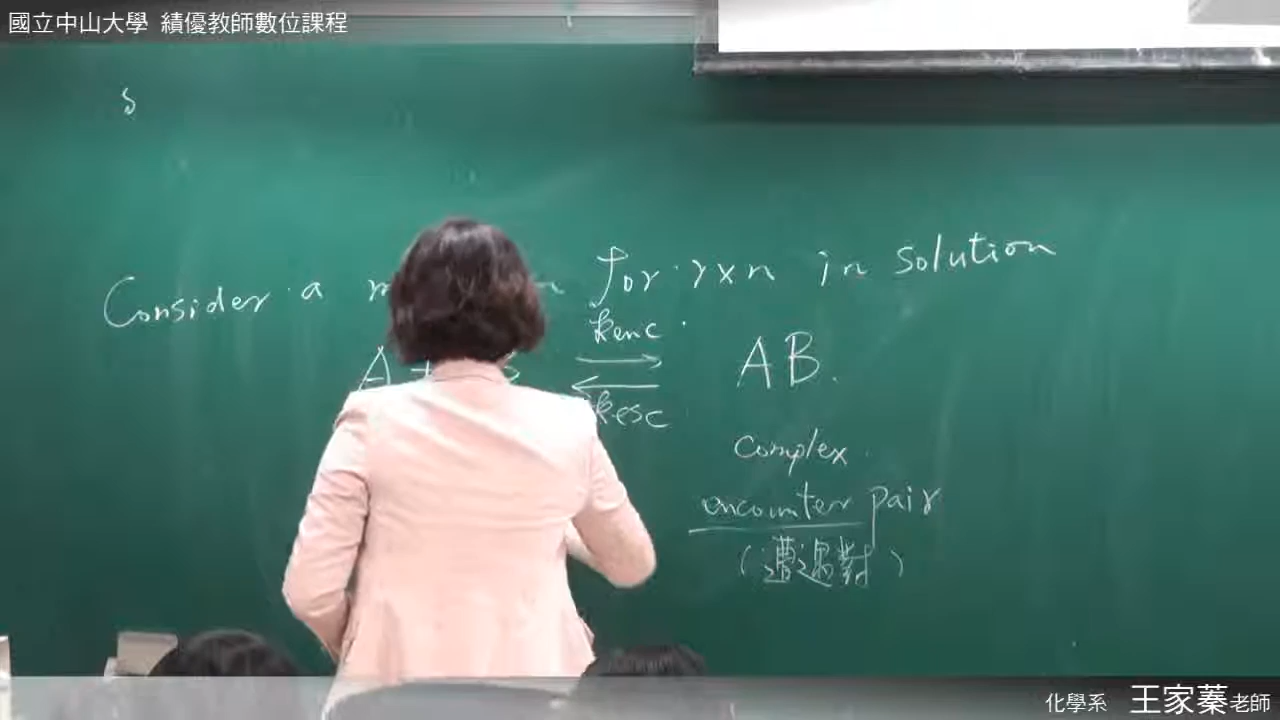 國立中山大學 績優教師數位課程
Consider a for rxn in solution
kenc
A + AB.
kesc
complex
encounter pair
(遭遇對)
化學系 王家蓁老師